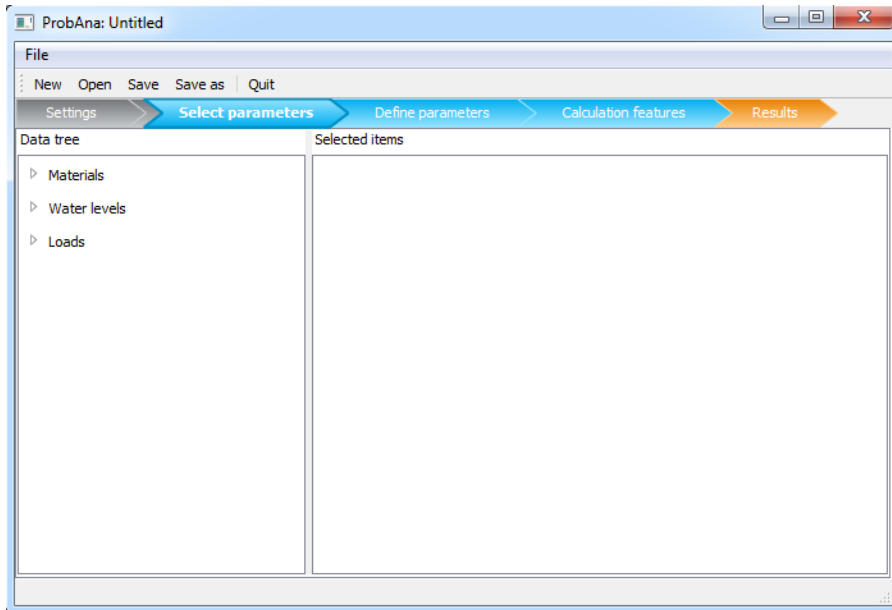 ProbAna: Untitled
File
New Open Save Save as Quit
Settings Select parameters Define parameters Calculation features Results
Data tree Selected items
Materials
Water levels
Loads